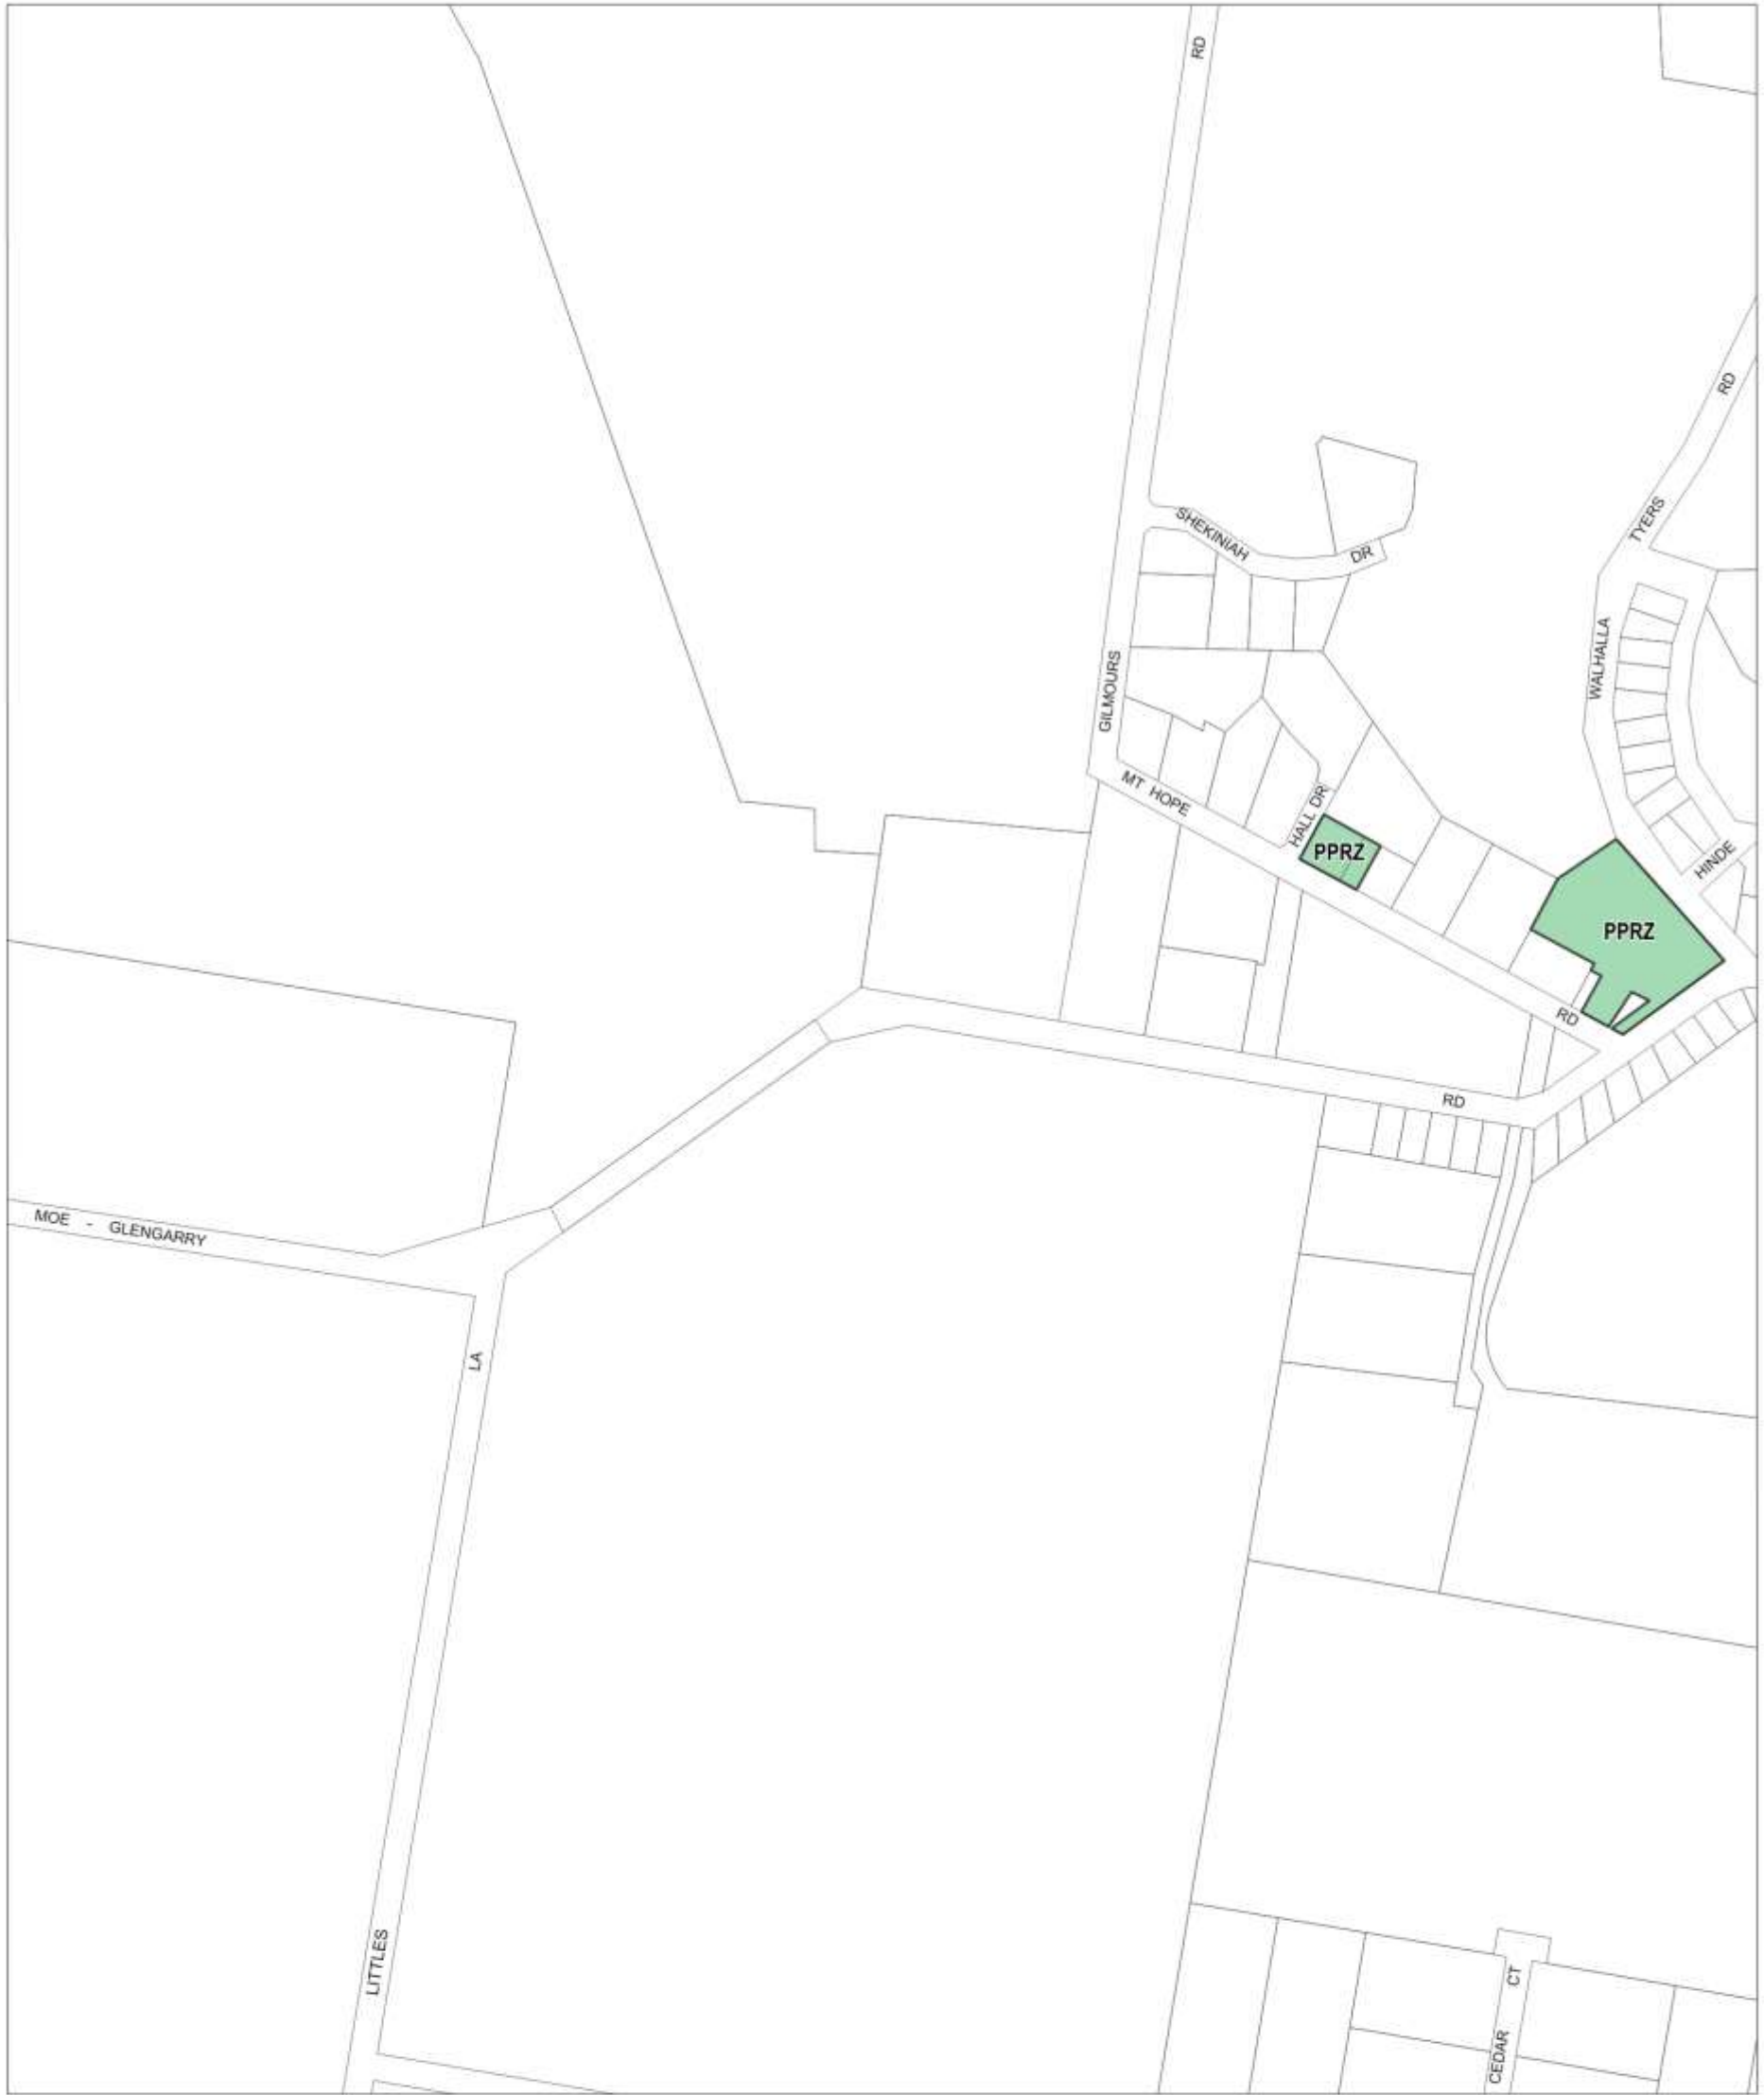 RD
RD
TYERS
SHEKINIAH
DR
WALHALLA
GILMOURS
MT HOPE
HALL DR
PPRZ
HINDE
PPRZ
RD
RD
MOE - GLENGARRY
LA
LITTLES
CT
CEDAR